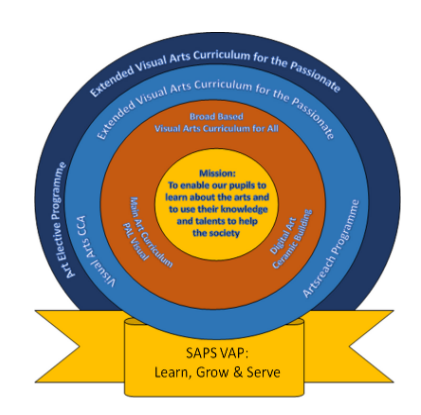 Extended Visual Arts Curriculum for the Passionate
Extended Visual Arts Curriculum for the Passionate
Broad Based
Visual Arts Curriculum for All
Mission:
To enable our pupils to
learn about the arts and
to use their knowledge
and talents to help
the society
Art Elective Programme
Visual Arts CCA
Main Art Curriculum
PAL Visual
Digital Art
Ceramic Building
Artsreach Programme
SAPS VAP:
Learn, Grow & Serve